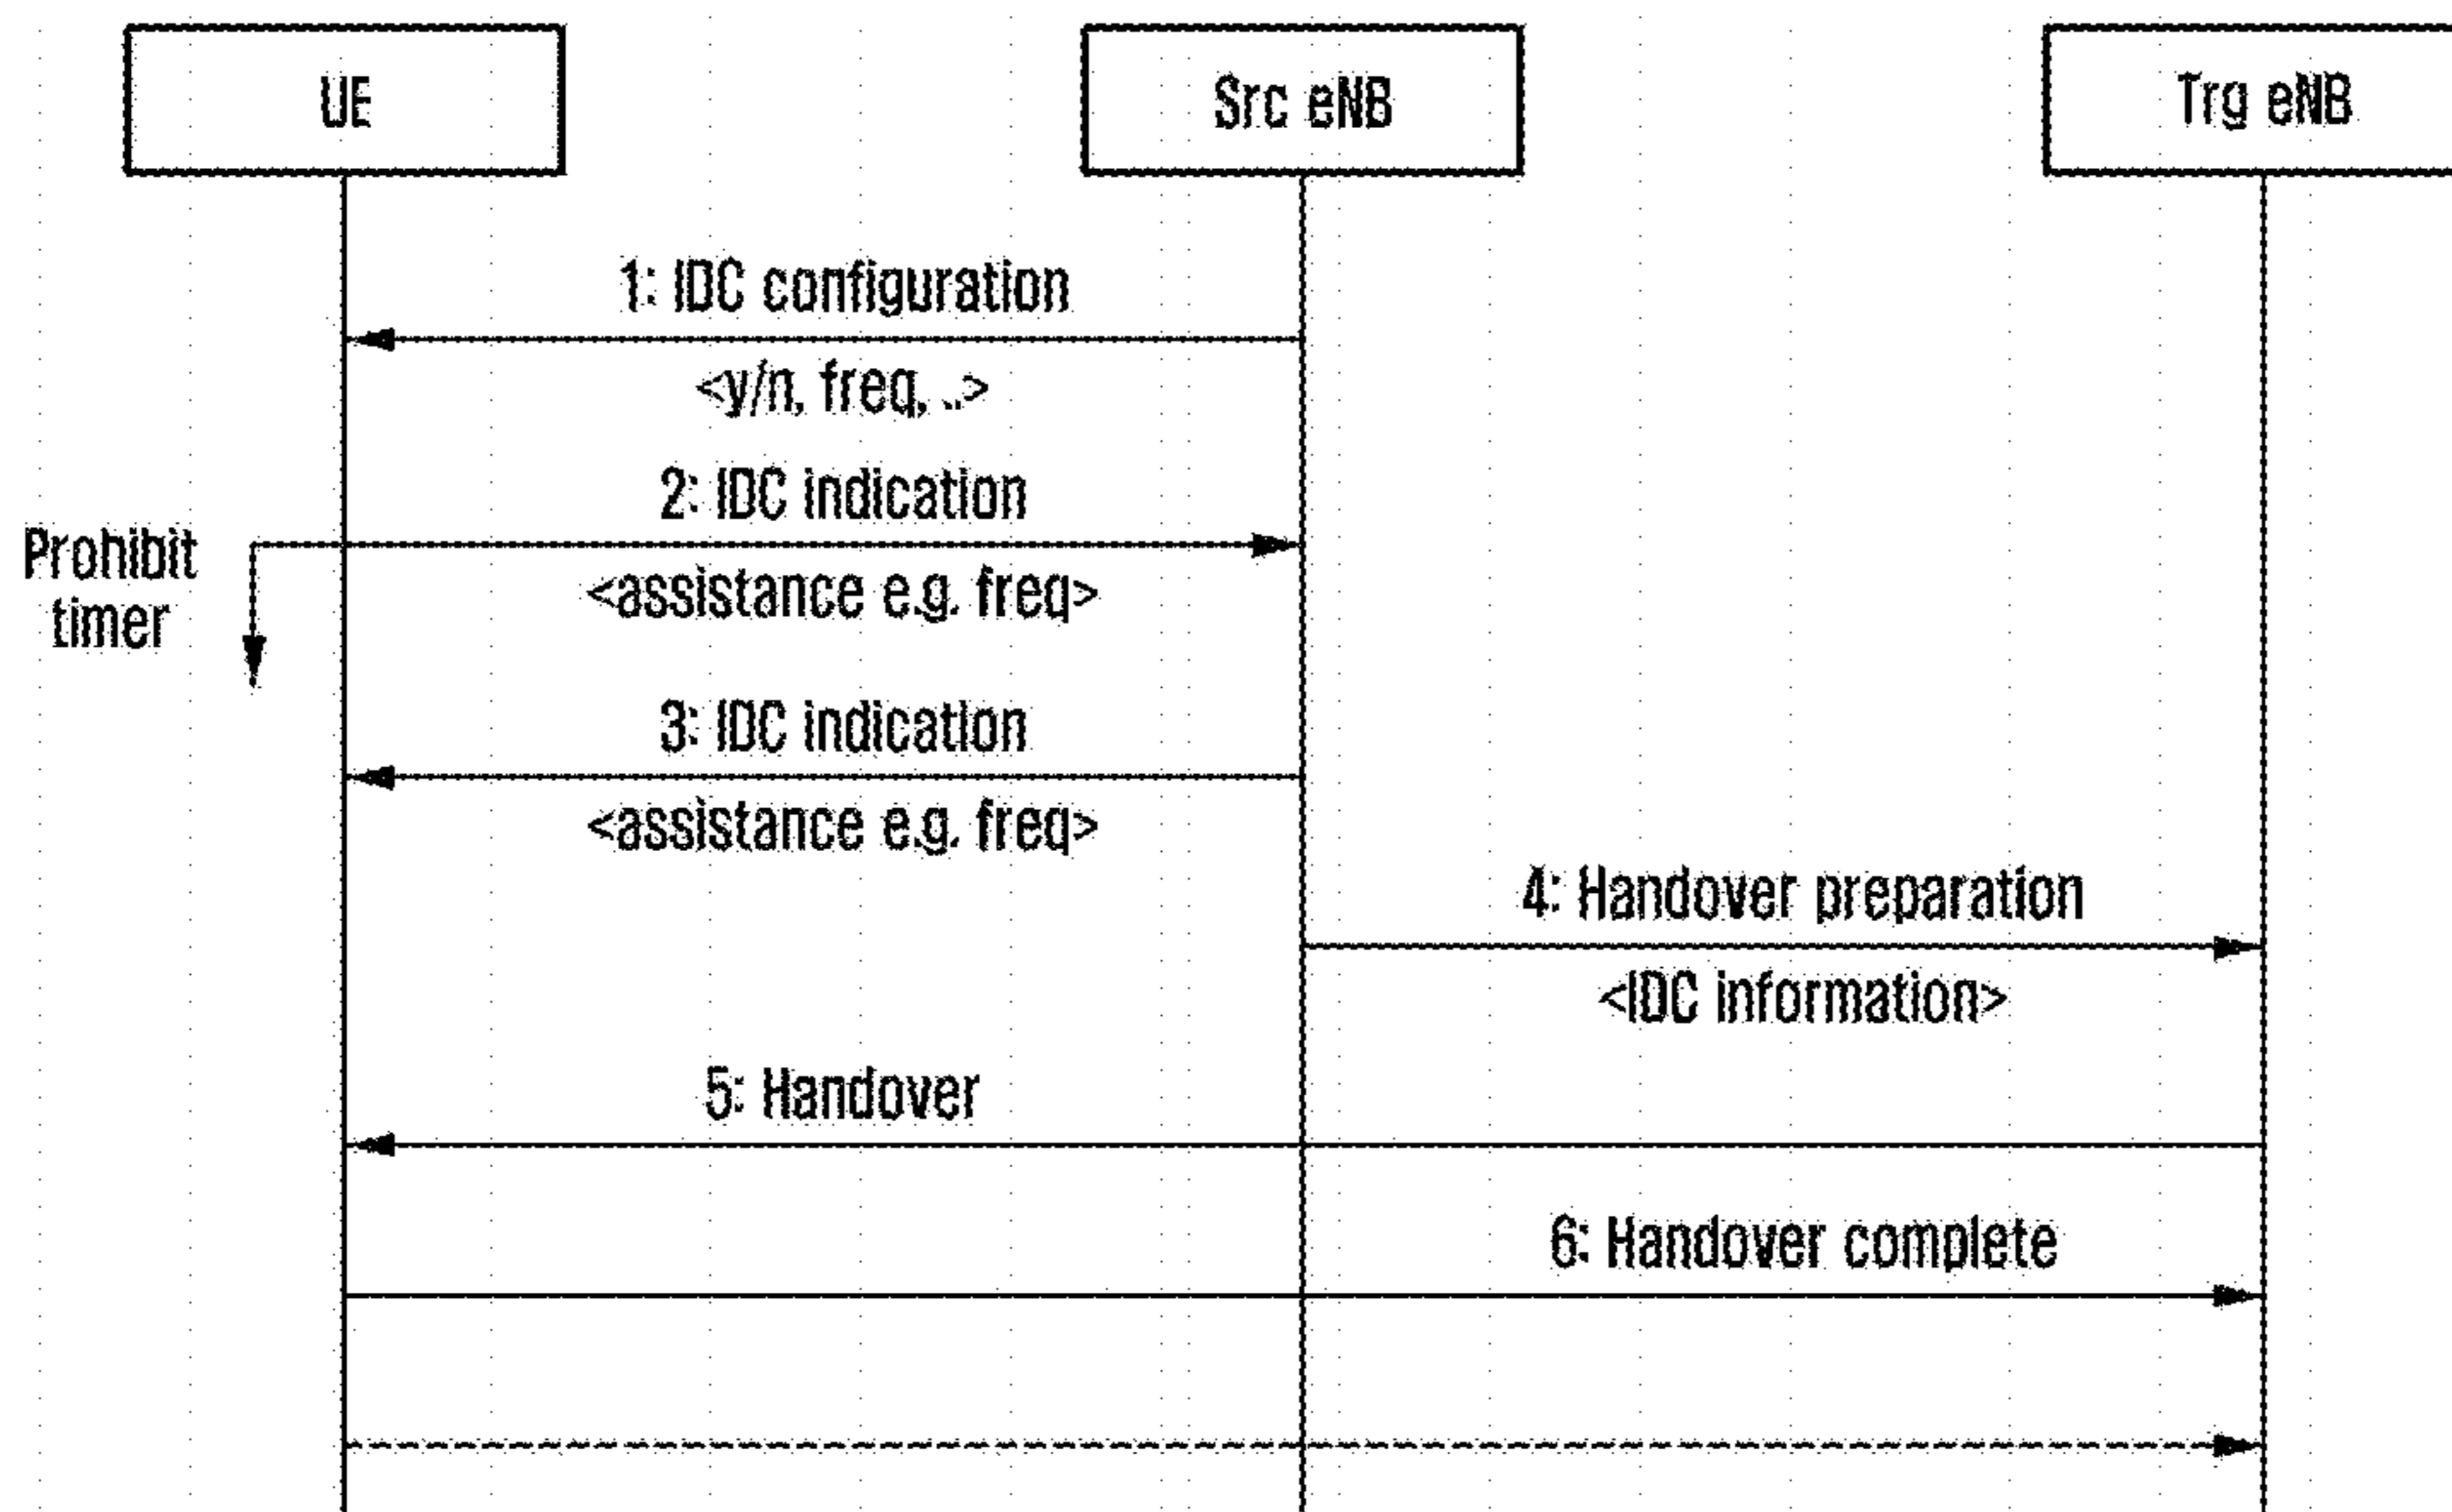 UE
Src eNB
Trg eNB
1: IDC configuration
<y/n, freq, ..>
2: IDC indication
Prohibit
timer
<assistance e.g. freq>
3: IDC indication
<assistance e.g. freq>
4: Handover preparation
<IDC information>
5: Handover
6: Handover complete